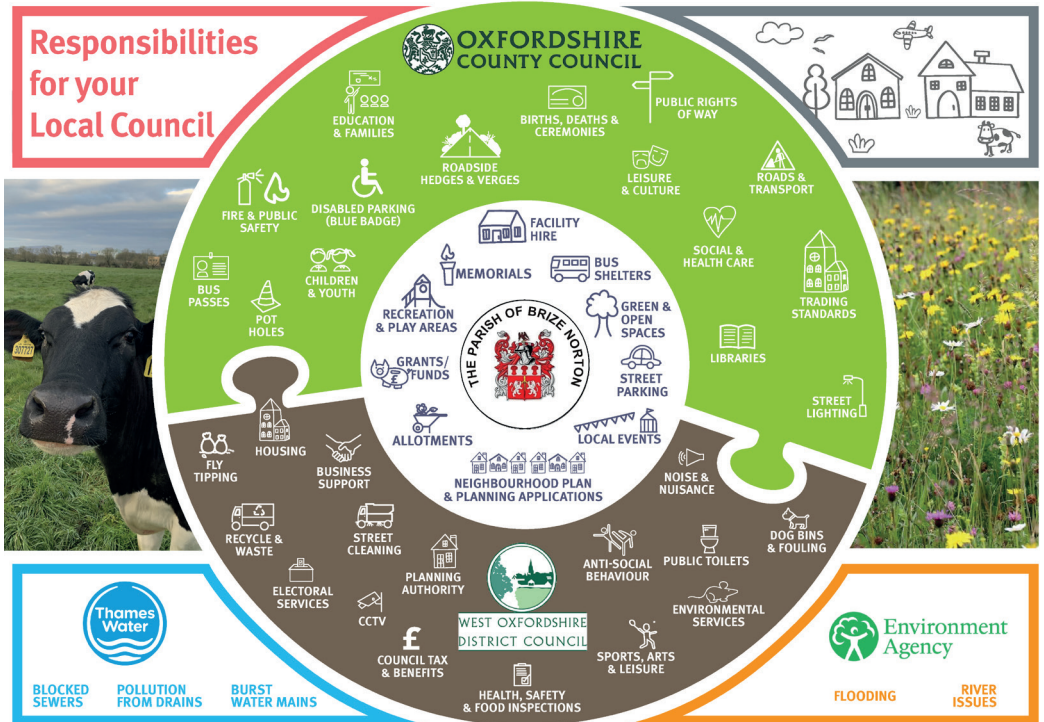 Responsibilities
for your
Local Council
OXFORDSHIRE
COUNTY COUNCIL
EDUCATION
& FAMILIES
BIRTHS, DEATHS &
CEREMONIES
PUBLIC RIGHTS
OF WAY
ROADSIDE
HEDGES & VERGES
LEISURE
& CULTURE
ROADS &
TRANSPORT
FIRE & PUBLIC
SAFETY
DISABLED PARKING
(BLUE BADGE)
SOCIAL &
HEALTH CARE
BUS
PASSES
CHILDREN
& YOUTH
POT
HOLES
TRADING
STANDARDS
LIBRARIES
STREET
LIGHTING
FACILITY
HIRE
MEMORIALS
BUS
SHELTERS
RECREATION
& PLAY AREAS
GREEN &
OPEN
SPACES
THE PARISH OF BRIZE NORTON
GRANTS/
FUNDS
£
STREET
PARKING
ALLOTMENTS
LOCAL EVENTS
NEIGHBOURHOOD PLAN
& PLANNING APPLICATIONS
307727
HOUSING
FLY
TIPPING
BUSINESS
SUPPORT
NOISE &
NUISANCE
RECYCLE &
WASTE
STREET
CLEANING
DOG BINS
& FOULING
ELECTORAL
SERVICES
PLANNING
AUTHORITY
ANTI-SOCIAL
BEHAVIOUR
PUBLIC TOILETS
CCTV
WEST OXFORDSHIRE
DISTRICT COUNCIL
ENVIRONMENTAL
SERVICES
£
COUNCIL TAX
& BENEFITS
SPORTS, ARTS
& LEISURE
HEALTH, SAFETY
& FOOD INSPECTIONS
Thames
Water
BLOCKED
SEWERS
POLLUTION
FROM DRAINS
BURST
WATER MAINS
Environment
Agency
FLOODING
RIVER
ISSUES